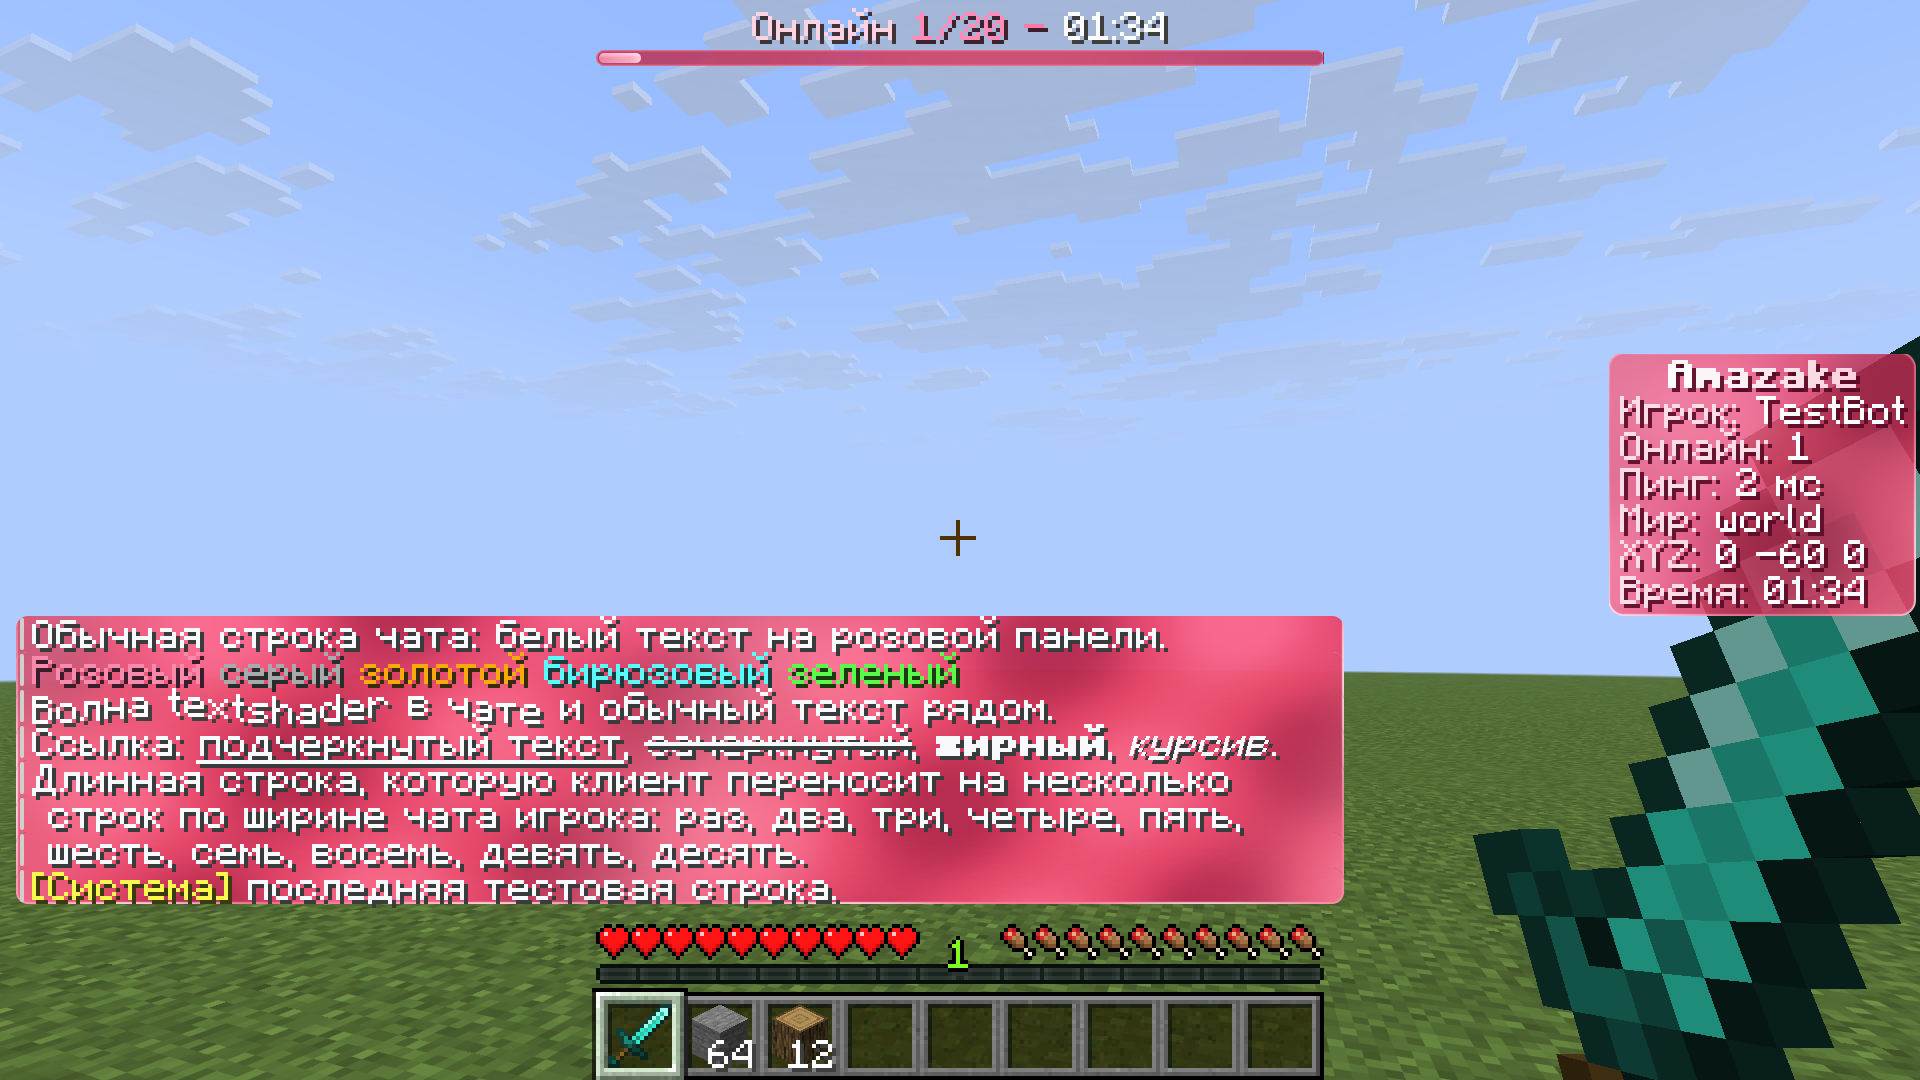 Онлайн 1/20 - 01:34
Amazake
Игрок: TestBot
Онлайн: 1
Пинг: 2 мс
Мир: world
XYZ: 0 -60 0
Время: 01:34
Обычная строка чата: белый текст на розовой панели.
Розовый серый золотой бирюзовый зеленый
Волна textshader в чате и обычный текст рядом.
Ссылка: подчеркнутый текст, зачеркнутый, жирный, курсив.
Длинная строка, которую клиент переносит на несколько
строк по ширине чата игрока: раз, два, три, четыре, пять,
шесть, семь, восемь, девять, десять.
[Система] последняя тестовая строка.
1
64 12